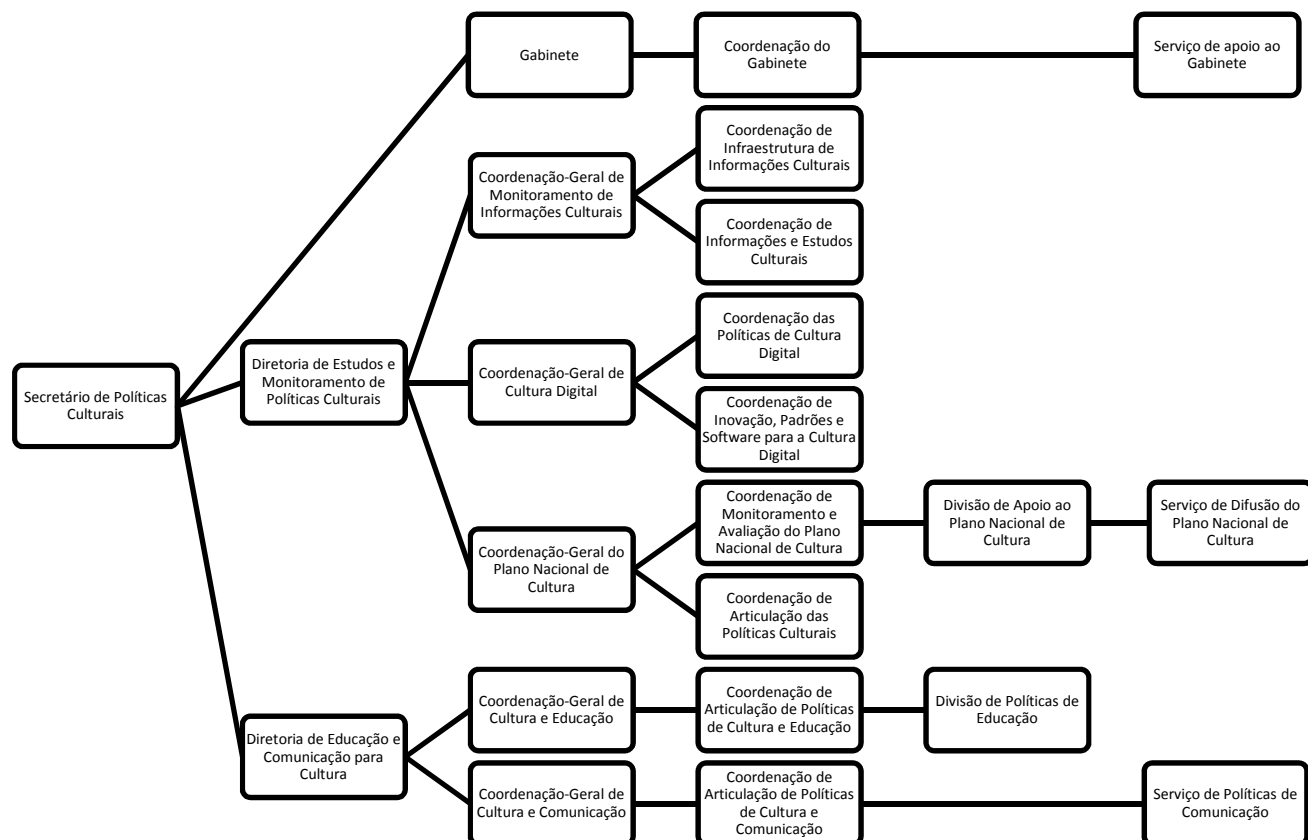 Gabinete
Coordenação do
Gabinete
Serviço de apoio ao
Gabinete
Coordenação de
Infraestrutura de
Informações Culturais
Coordenação-Geral de
Monitoramento de
Informações Culturais
Coordenação de
Informações e Estudos
Culturais
Coordenação das
Políticas de Cultura
Digital
Secretário de Políticas
Culturais
Diretoria de Estudos e
Monitoramento de
Políticas Culturais
Coordenação-Geral de
Cultura Digital
Coordenação de
Inovação, Padrões e
Software para a Cultura
Digital
Coordenação de
Monitoramento e
Avaliação do Plano
Nacional de Cultura
Divisão de Apoio ao
Plano Nacional de
Cultura
Serviço de Difusão do
Plano Nacional de
Cultura
Coordenação-Geral do
Plano Nacional de
Cultura
Coordenação de
Articulação das
Políticas Culturais
Coordenação-Geral de
Cultura e Educação
Coordenação de
Articulação de Políticas
de Cultura e Educação
Divisão de Políticas de
Educação
Diretoria de Educação e
Comunicação para
Cultura
Coordenação-Geral de
Cultura e Comunicação
Coordenação de
Articulação de Políticas
de Cultura e
Comunicação
Serviço de Políticas de
Comunicação